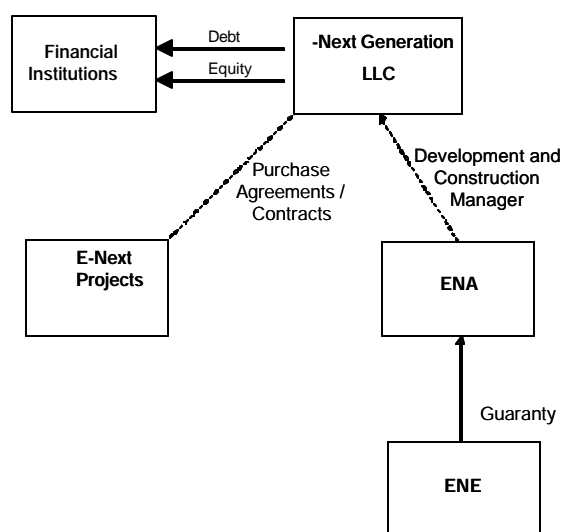 Financial
Institutions
Debt
Equity
-Next Generation
LLC
Purchase
Agreements /
Contracts
Development and
Construction
Manager
E-Next
Projects
ENA
Guaranty
ENE